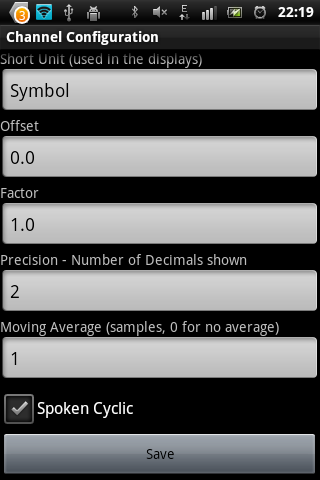 3
E
22:19
Channel Configuration
Short Unit (used in the displays)
Symbol
Offset
0.0
Factor
1.0
Precision - Number of Decimals shown
2
Moving Average (samples, 0 for no average)
1
Spoken Cyclic
Save